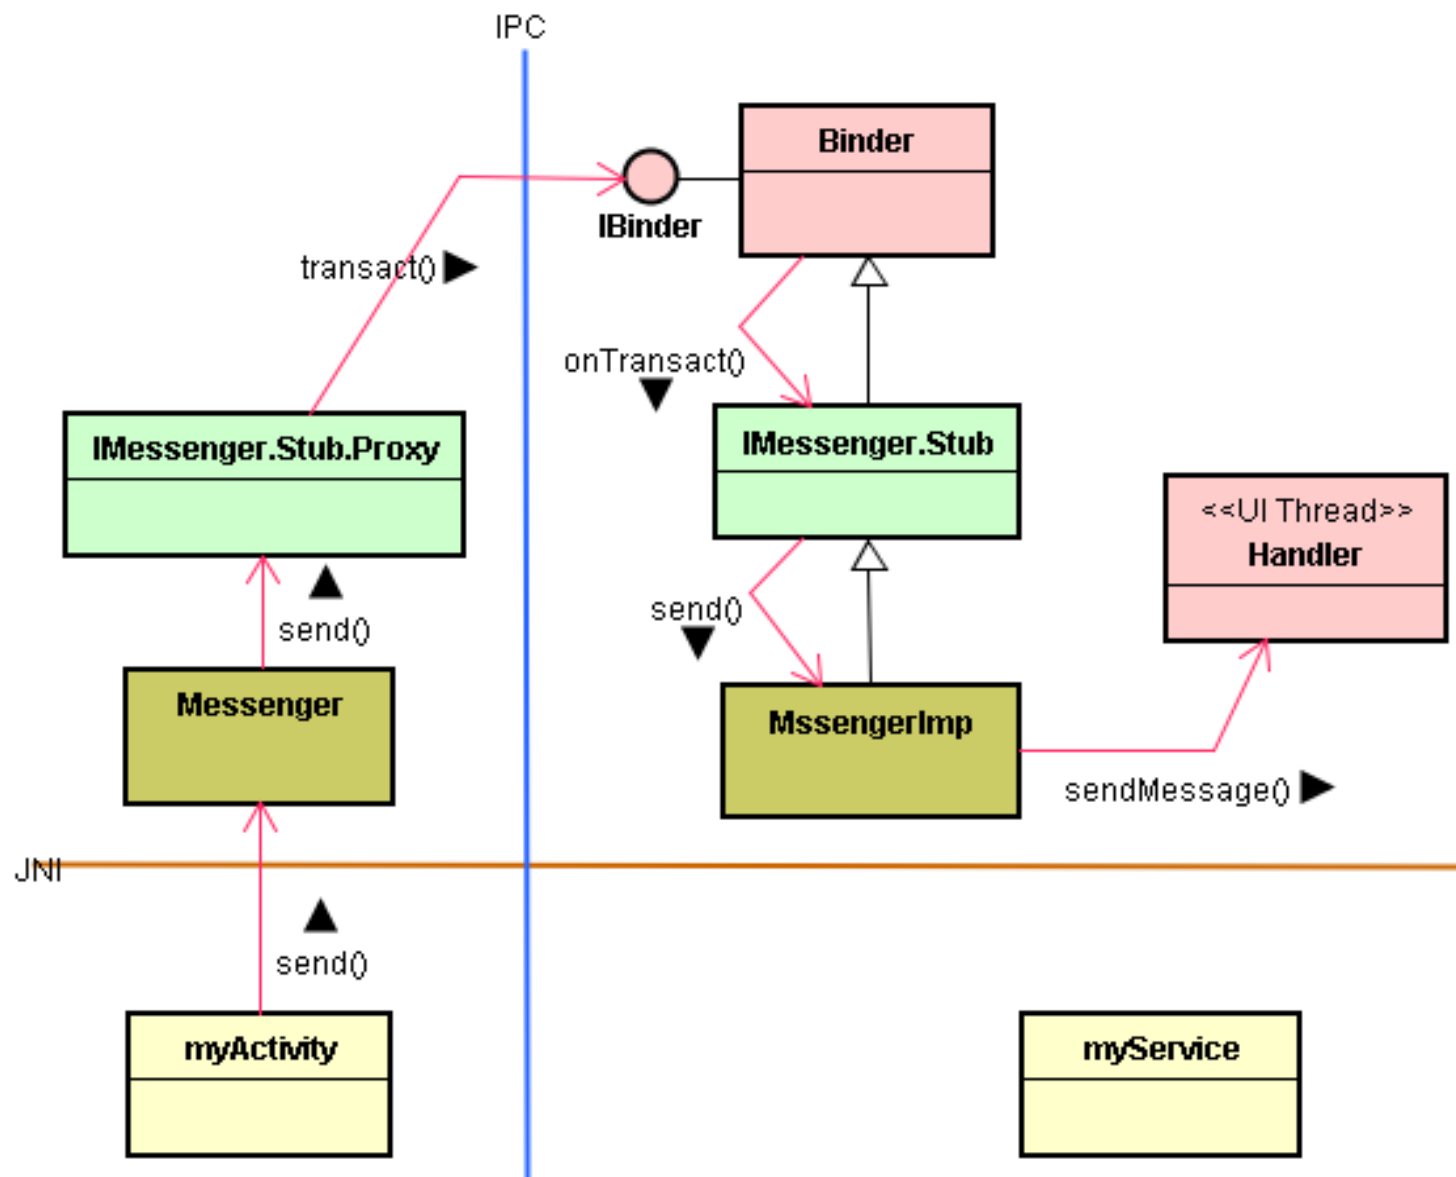 IPC
Binder
IBinder
transact()
onTransact()
IMessenger.Stub.Proxy
IMessenger.Stub
<<UI Thread>>
Handler
send()
send()
Messenger
MssengerImp
sendMessage()
JNI
send()
myActivity
myService